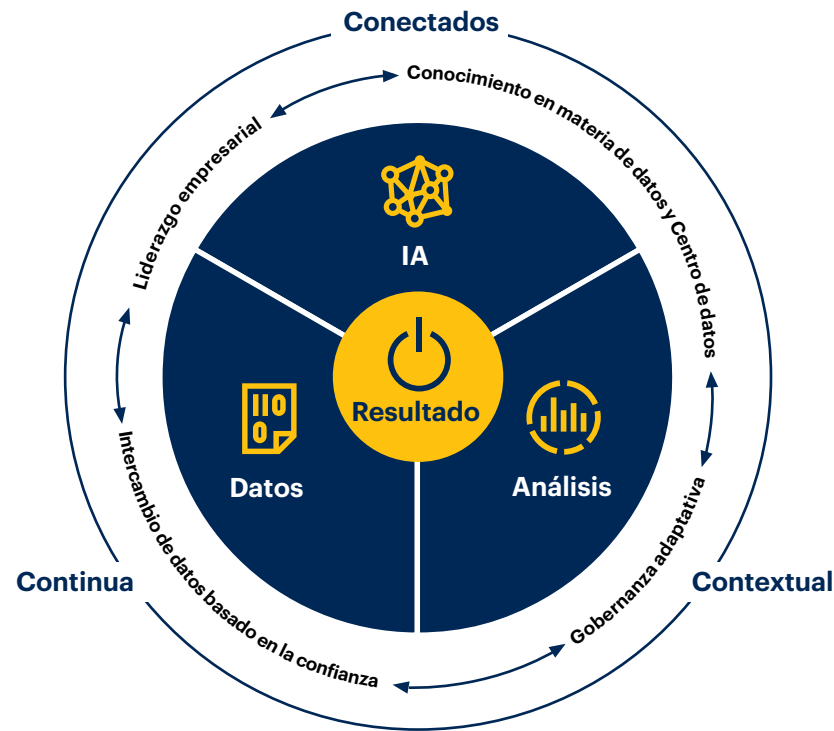 Conectados
Conocimiento en materia de datos y Centro de datos
Liderazgo empresarial
IA
Resultado
Datos
Análisis
Continua
Contextual
Intercambio de datos basado en la confianza
Gobernanza adaptativa